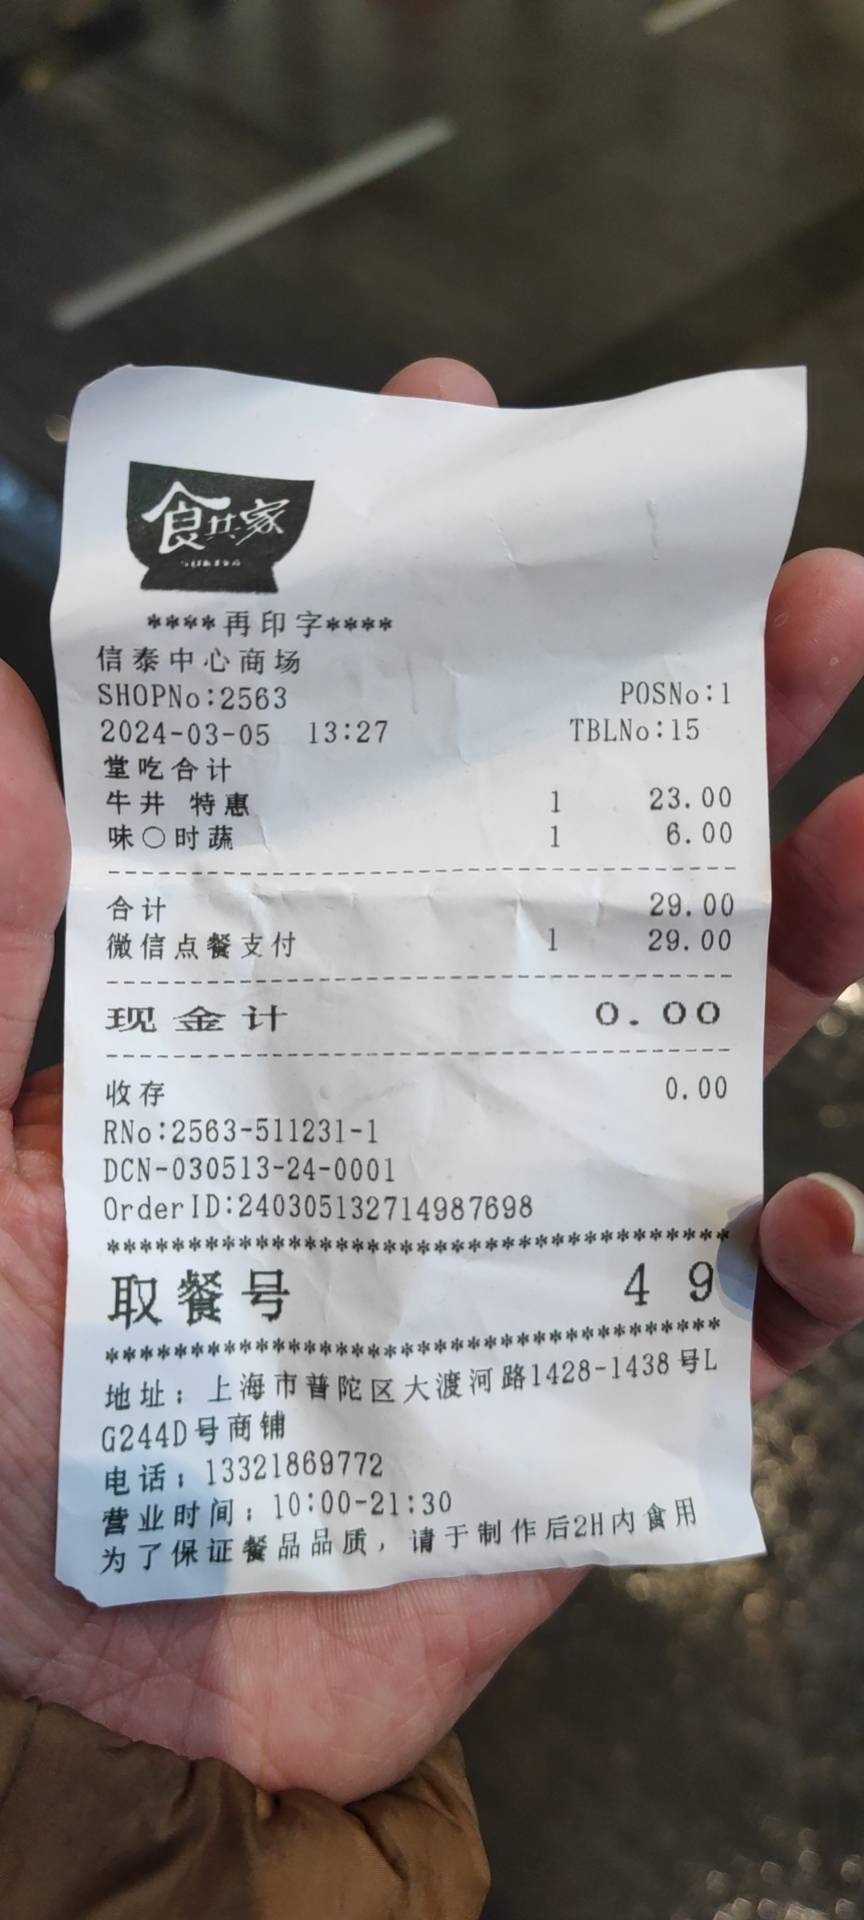 食其家
****再印字****
信泰中心商场
SHOPNo:2563 POSNo:1
2024-03-05 13:27 TBLNo:15
堂吃合计
牛丼 特惠 1 23.00
味〇时蔬 1 6.00
合计 29.00
微信点餐支付 1 29.00
现金计 0.00
收存 0.00
RNo:2563-511231-1
DCN-030513-24-0001
OrderID:240305132714987698
**************************************
取餐号 49
**************************************
地址：上海市普陀区大渡河路1428-1438号L
G244D号商铺
电话：13321869772
营业时间：10:00-21:30
为了保证餐品品质，请于制作后2H内食用